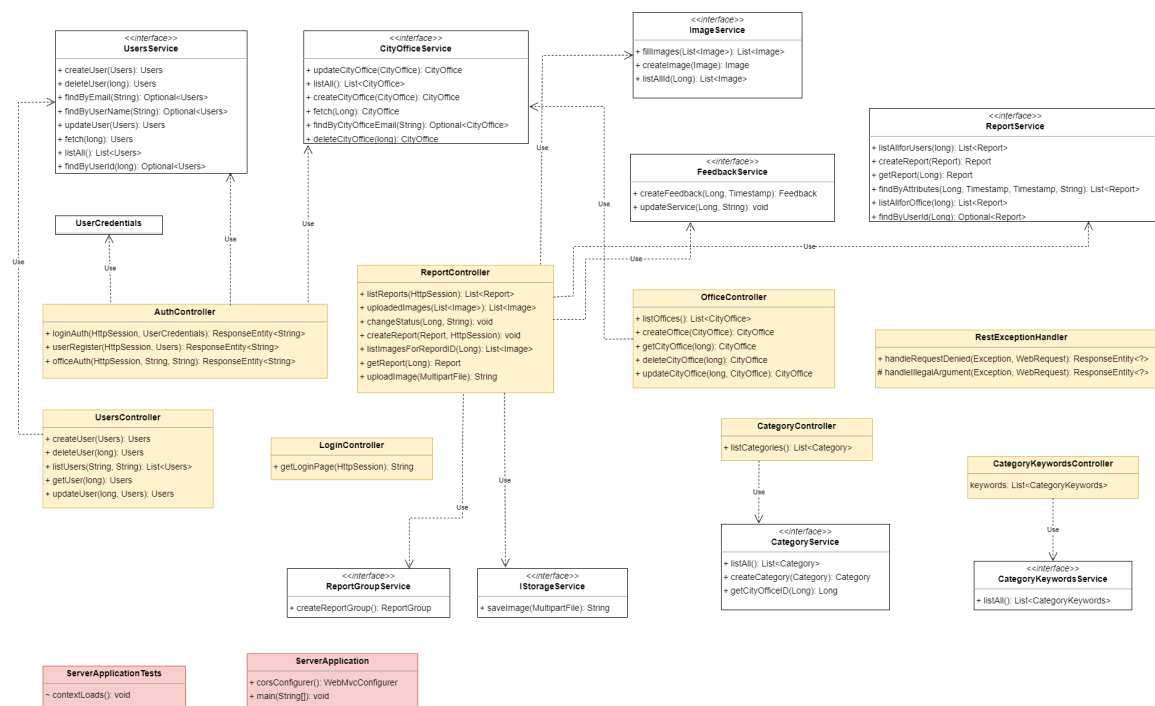 <<interface>>
UsersService
+ createUser(Users): Users
+ deleteUser(long): Users
+ findByEmail(String): Optional<Users>
+ findByUserName(String): Optional<Users>
+ updateUser(Users): Users
+ fetch(long): Users
+ listAll(): List<Users>
+ findByUserId(long): Optional<Users>
<<interface>>
CityOfficeService
+ updateCityOffice(CityOffice): CityOffice
+ listAll(): List<CityOffice>
+ createCityOffice(CityOffice): CityOffice
+ fetch(Long): CityOffice
+ findByCityOfficeEmail(String): Optional<CityOffice>
+ deleteCityOffice(long): CityOffice
<<interface>>
ImageService
+ fillImages(List<Image>): List<Image>
+ createImage(Image): Image
+ listAllId(Long): List<Image>
<<interface>>
ReportService
+ listAllforUsers(long): List<Report>
+ createReport(Report): Report
+ getReport(Long): Report
+ findByAttributes(Long, Timestamp, Timestamp, String): List<Report>
+ listAllforOffice(long): List<Report>
+ findByUserId(Long): Optional<Report>
<<interface>>
FeedbackService
+ createFeedback(Long, Timestamp): Feedback
+ updateService(Long, String): void
UserCredentials
Use
Use
Use
Use
Use
Use
Use
Use
AuthController
+ loginAuth(HttpSession, UserCredentials): ResponseEntity<String>
+ userRegister(HttpSession, Users): ResponseEntity<String>
+ officeAuth(HttpSession, String, String): ResponseEntity<String>
ReportController
+ listReports(HttpSession): List<Report>
+ uploadedImages(List<Image>): List<Image>
+ changeStatus(Long, String): void
+ createReport(Report, HttpSession): void
+ listImagesForRepordID(Long): List<Image>
+ getReport(Long): Report
+ uploadImage(MultipartFile): String
OfficeController
+ listOffices(): List<CityOffice>
+ createOffice(CityOffice): CityOffice
+ getCityOffice(long): CityOffice
+ deleteCityOffice(long): CityOffice
+ updateCityOffice(long, CityOffice): CityOffice
RestExceptionHandler
+ handleRequestDenied(Exception, WebRequest): ResponseEntity<?>
# handleIllegalArgument(Exception, WebRequest): ResponseEntity<?>
UsersController
+ createUser(Users): Users
+ deleteUser(long): Users
+ listUsers(String, String): List<Users>
+ getUser(long): Users
+ updateUser(long, Users): Users
LoginController
+ getLoginPage(HttpSession): String
CategoryController
+ listCategories(): List<Category>
CategoryKeywordsController
keywords: List<CategoryKeywords>
Use
Use
Use
Use
<<interface>>
ReportGroupService
+ createReportGroup(): ReportGroup
<<interface>>
IStorageService
+ saveImage(MultipartFile): String
<<interface>>
CategoryService
+ listAll(): List<Category>
+ createCategory(Category): Category
+ getCityOfficeID(Long): Long
<<interface>>
CategoryKeywordsService
+ listAll(): List<CategoryKeywords>
ServerApplicationTests
~ contextLoads(): void
ServerApplication
+ corsConfigurer(): WebMvcConfigurer
+ main(String[]): void